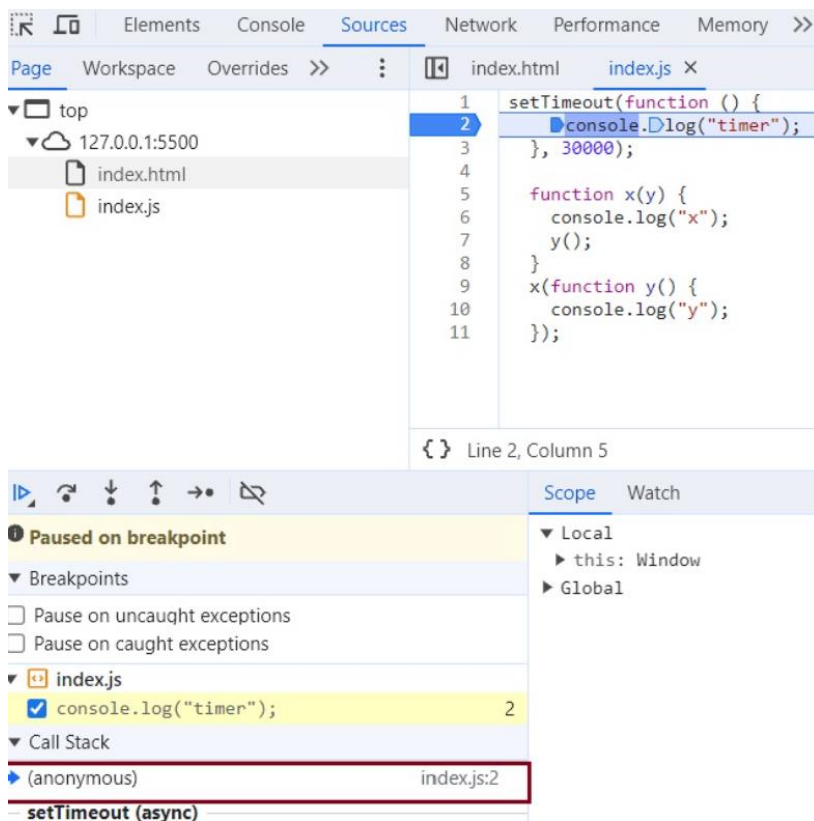 Elements Console Sources Network Performance Memory >>
Page Workspace Overrides >>
index.html index.js ×
top
127.0.0.1:5500
index.html
index.js
1 setTimeout(function () {
2 console.log("timer");
3 }, 30000);
4
5 function x(y) {
6 console.log("x");
7 y();
8 }
9 x(function y() {
10 console.log("y");
11 });
{} Line 2, Column 5
Paused on breakpoint
Breakpoints
Pause on uncaught exceptions
Pause on caught exceptions
index.js
console.log("timer"); 2
Call Stack
(anonymous) index.js:2
setTimeout (async)
Scope Watch
Local
this: Window
Global